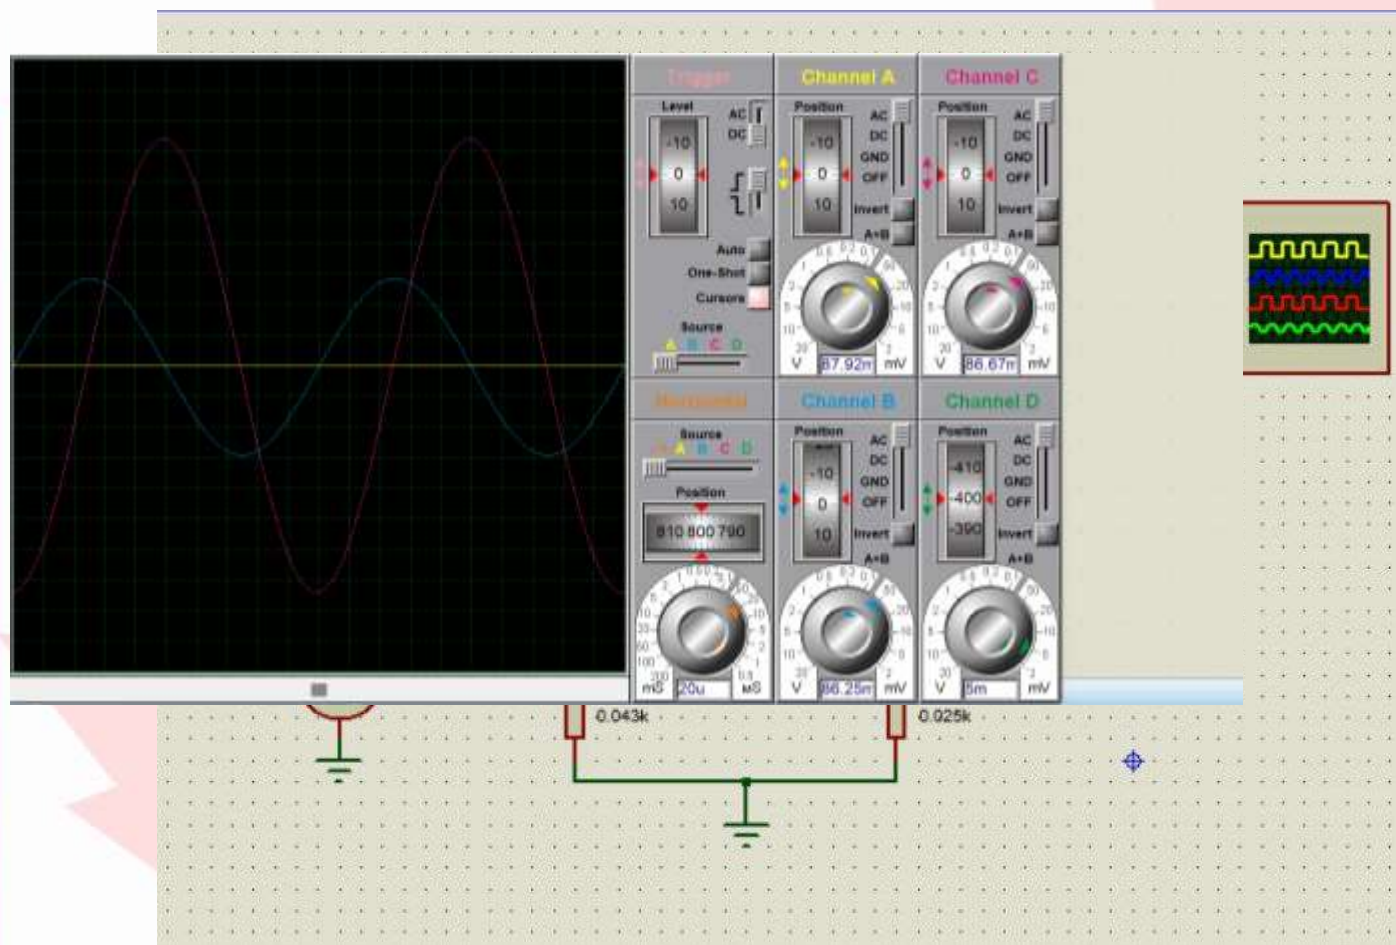 Trigger
Level
AC
DC
-10
0
10
Auto
One-Shot
Cursors
Source
A B C D
Channel A
Position
AC
DC
GND
OFF
-10
0
10
Invert
A+B
V
87.92m
mV
Channel C
Position
AC
DC
GND
OFF
-10
0
10
Invert
A+B
V
86.67m
mV
Horizontal
Source
A B C D
Position
810 800 790
mS
20u
µS
Channel B
Position
AC
DC
GND
OFF
-10
0
10
Invert
A+B
V
86.25m
mV
Channel D
Position
AC
DC
GND
OFF
-410
-400
-390
Invert
A+B
V
5m
mV
0.043k
0.025k